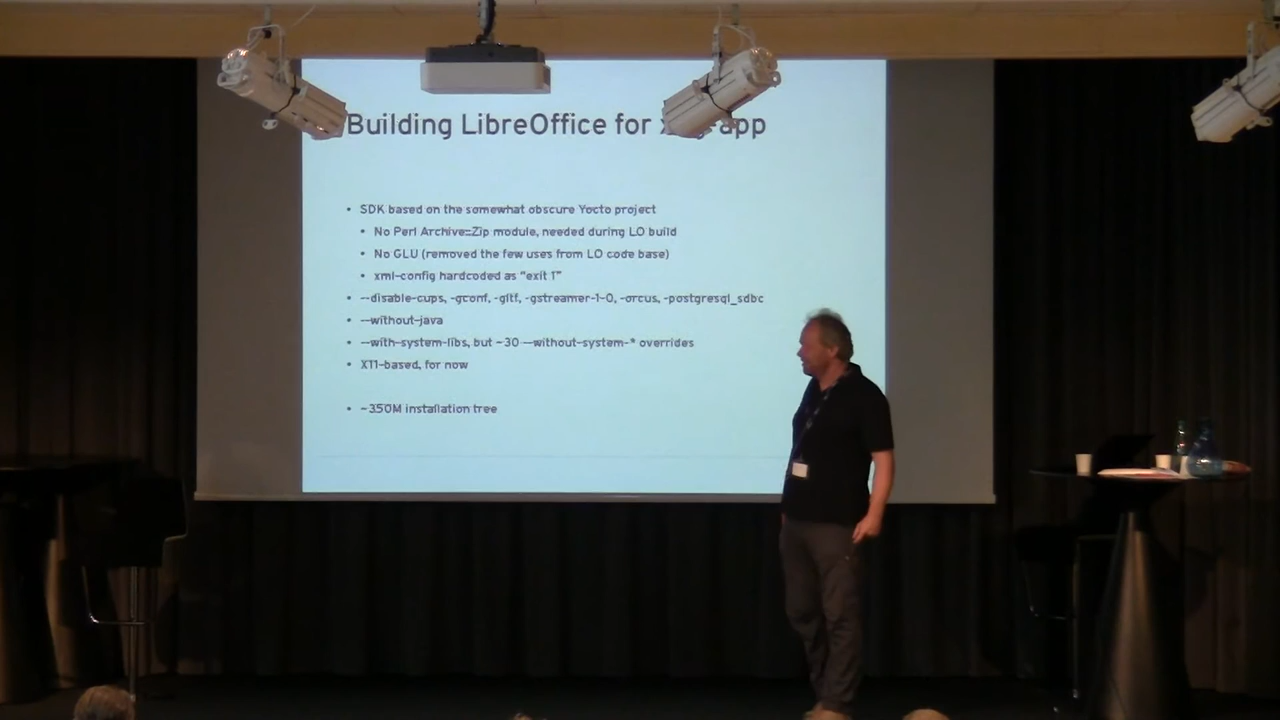 Building LibreOffice for app
• SDK based on the somewhat obscure Yocto project
• No Perl Archive::Zip module, needed during LO build
• No GLU (removed the few uses from LO code base)
• xml-config hardcoded as “exit 1”
• --disable-cups, -gconf, -gltf, -gstreamer-1-0, -orcus, -postgresql_sdbc
• --without-java
• --with-system-libs, but ~30 --without-system-* overrides
• X11-based, for now
• ~350M installation tree